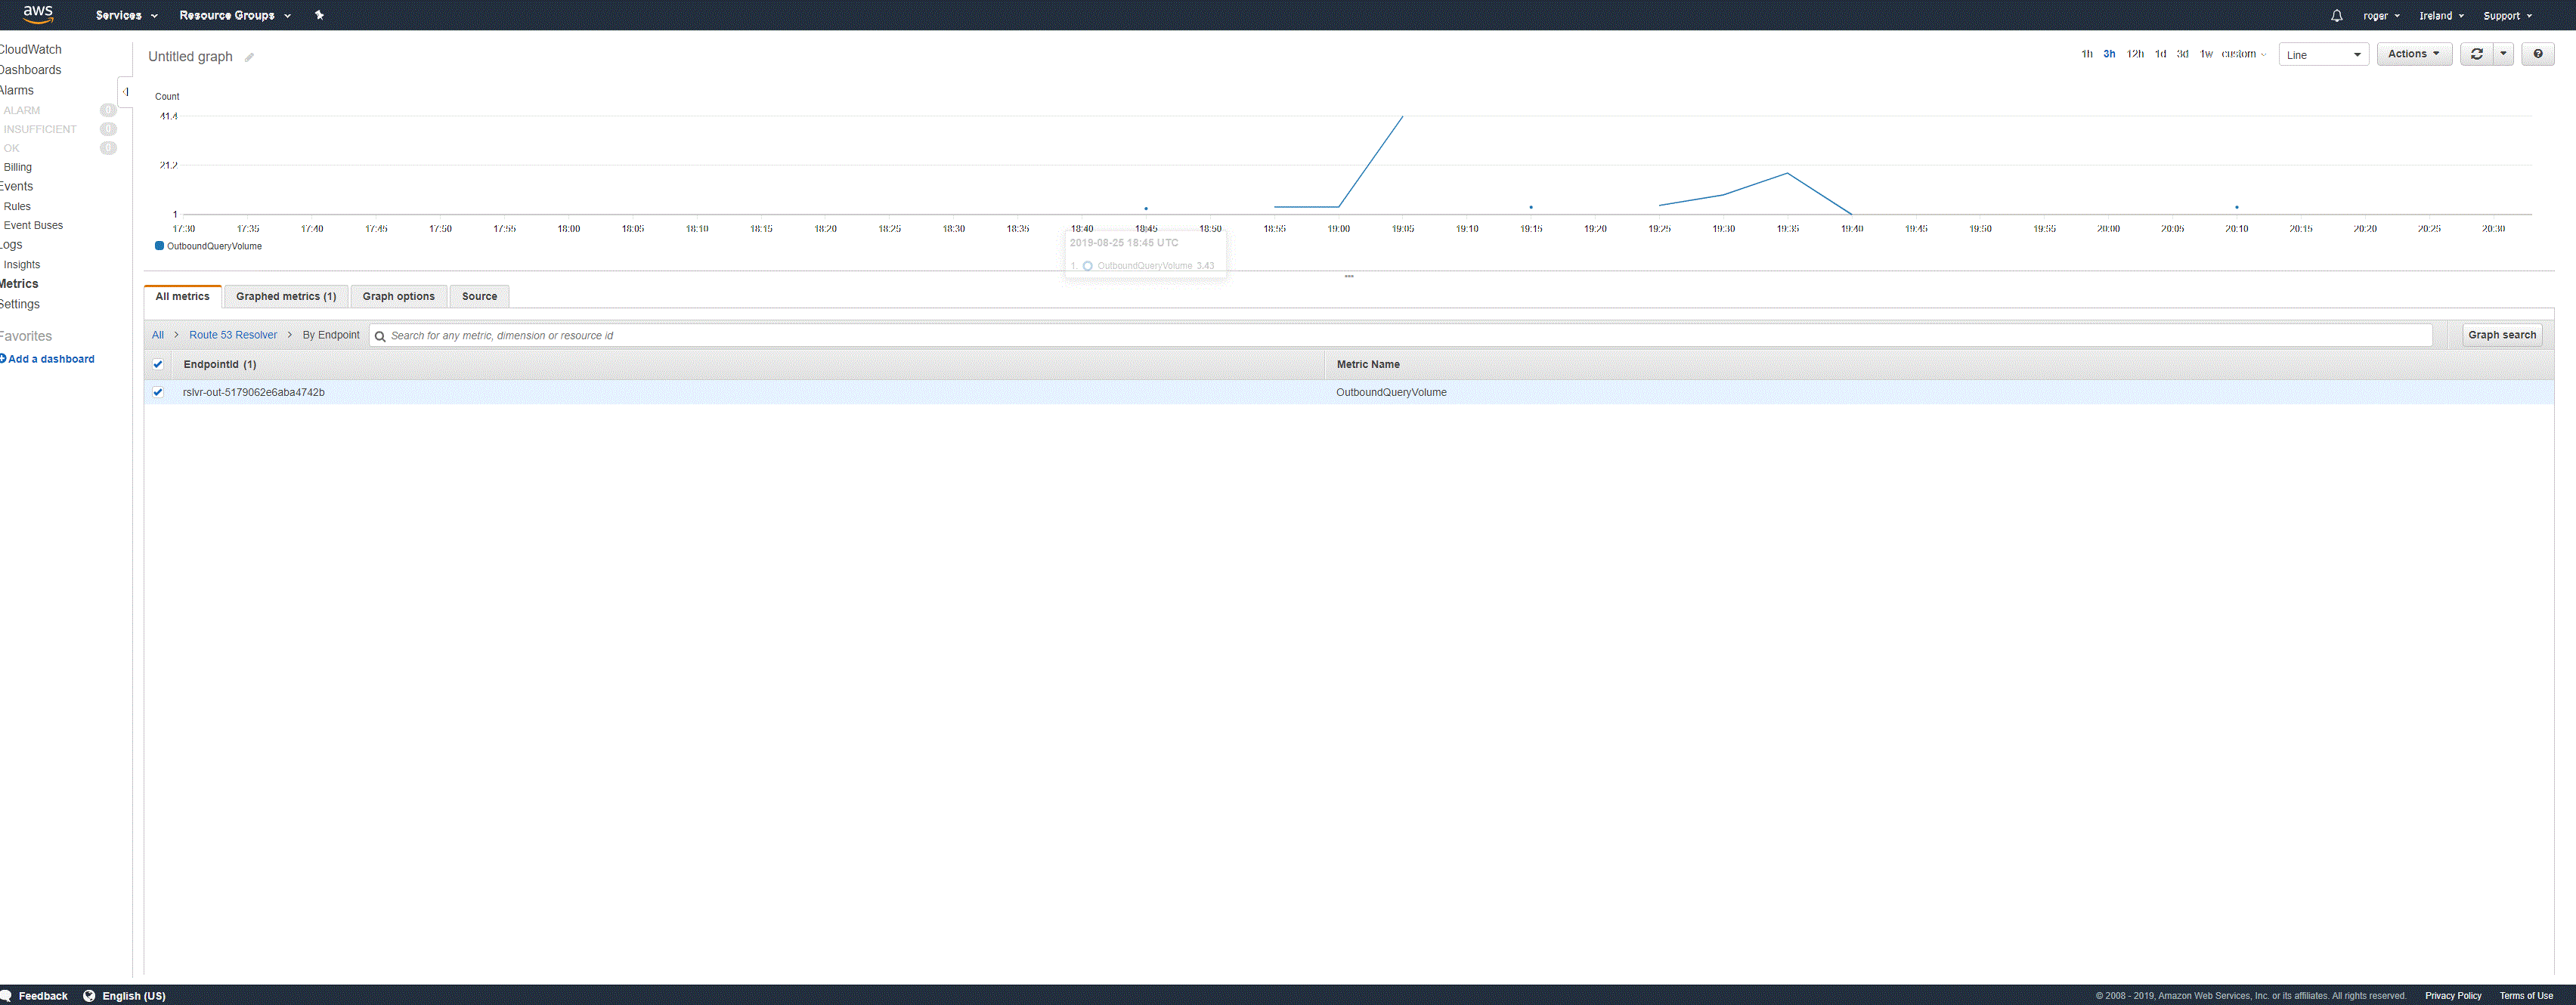 aws Services Resource Groups roger Ireland Support
CloudWatch
Dashboards
Alarms
ALARM 0
INSUFFICIENT 0
OK 0
Billing
Events
Rules
Event Buses
Logs
Insights
Metrics
Settings
Favorites
Add a dashboard
Untitled graph
1h 3h 12h 1d 3d 1w custom Line Actions
Count
41.4
21.2
1
17:30 17:35 17:40 17:45 17:50 17:55 18:00 18:05 18:10 18:15 18:20 18:25 18:30 18:35 18:40 18:45 18:50 18:55 19:00 19:05 19:10 19:15 19:20 19:25 19:30 19:35 19:40 19:45 19:50 19:55 20:00 20:05 20:10 20:15 20:20 20:25 20:30
OutboundQueryVolume
2019-08-25 18:45 UTC
1. OutboundQueryVolume 3.43
All metrics Graphed metrics (1) Graph options Source
All > Route 53 Resolver > By Endpoint Search for any metric, dimension or resource id Graph search
EndpointId (1) Metric Name
rslvr-out-5179062e6aba4742b OutboundQueryVolume
Feedback English (US) © 2008 - 2019, Amazon Web Services, Inc. or its affiliates. All rights reserved. Privacy Policy Terms of Use